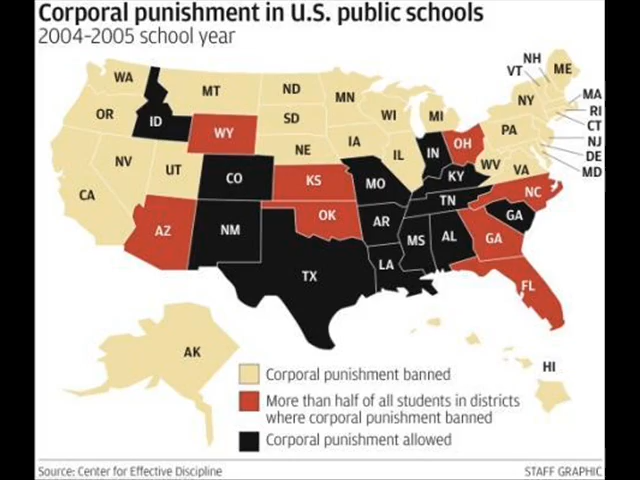 Corporal punishment in U.S. public schools
2004–2005 school year
WA
MT
ND
MN
NH
VT
ME
OR
ID
WY
SD
WI
MI
NY
MA
RI
CT
NJ
DE
MD
NV
UT
NE
IA
IL
IN
OH
PA
WV
VA
CA
CO
KS
MO
KY
NC
AZ
NM
OK
AR
TN
GA
TX
LA
MS
AL
GA
FL
AK
HI
Corporal punishment banned
More than half of all students in districts
where corporal punishment banned
Corporal punishment allowed
Source: Center for Effective Discipline
STAFF GRAPHIC